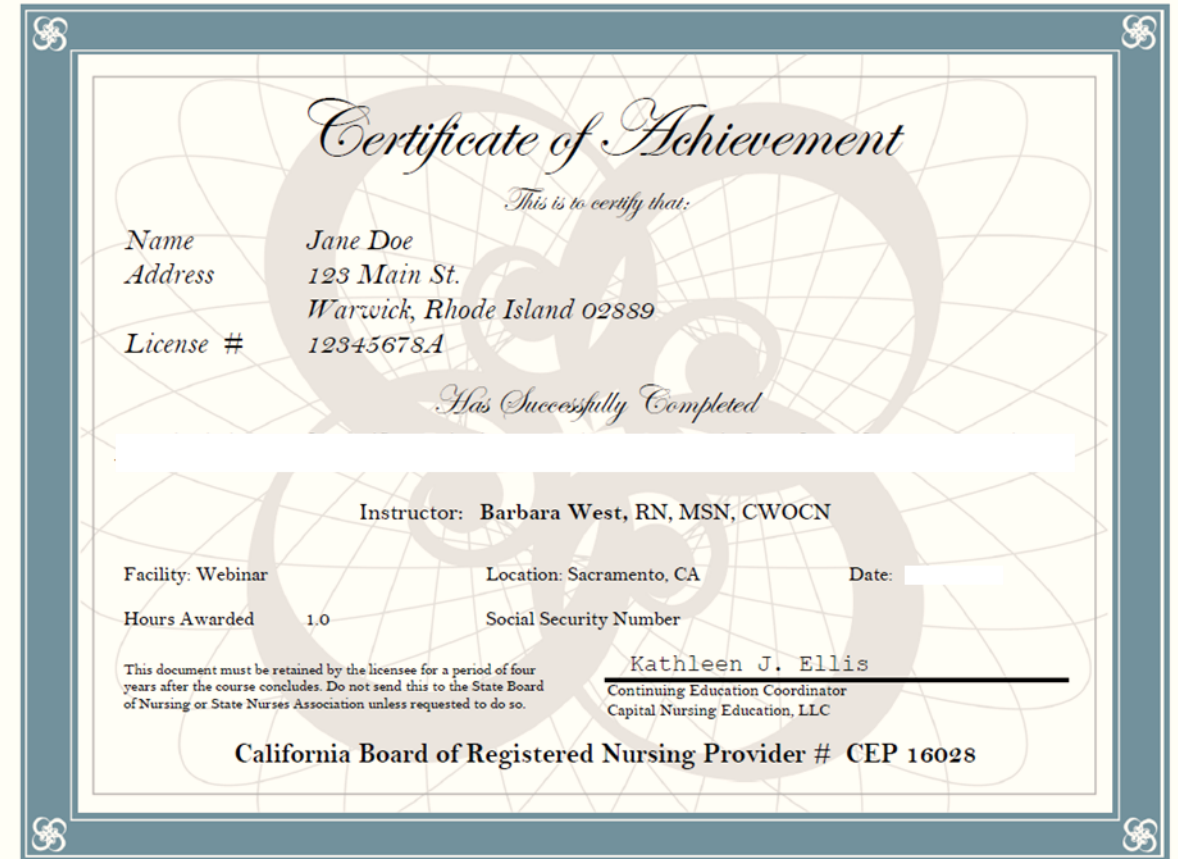 Certificate of Achievement
This is to certify that:
Name Jane Doe
Address 123 Main St.
Warwick, Rhode Island 02889
License # 12345678A
Has Successfully Completed
Instructor: Barbara West, RN, MSN, CWOCN
Facility: Webinar Location: Sacramento, CA Date:
Hours Awarded 1.0 Social Security Number
This document must be retained by the licensee for a period of four
years after the course concludes. Do not send this to the State Board
of Nursing or State Nurses Association unless requested to do so.
Kathleen J. Ellis
Continuing Education Coordinator
Capital Nursing Education, LLC
California Board of Registered Nursing Provider # CEP 16028